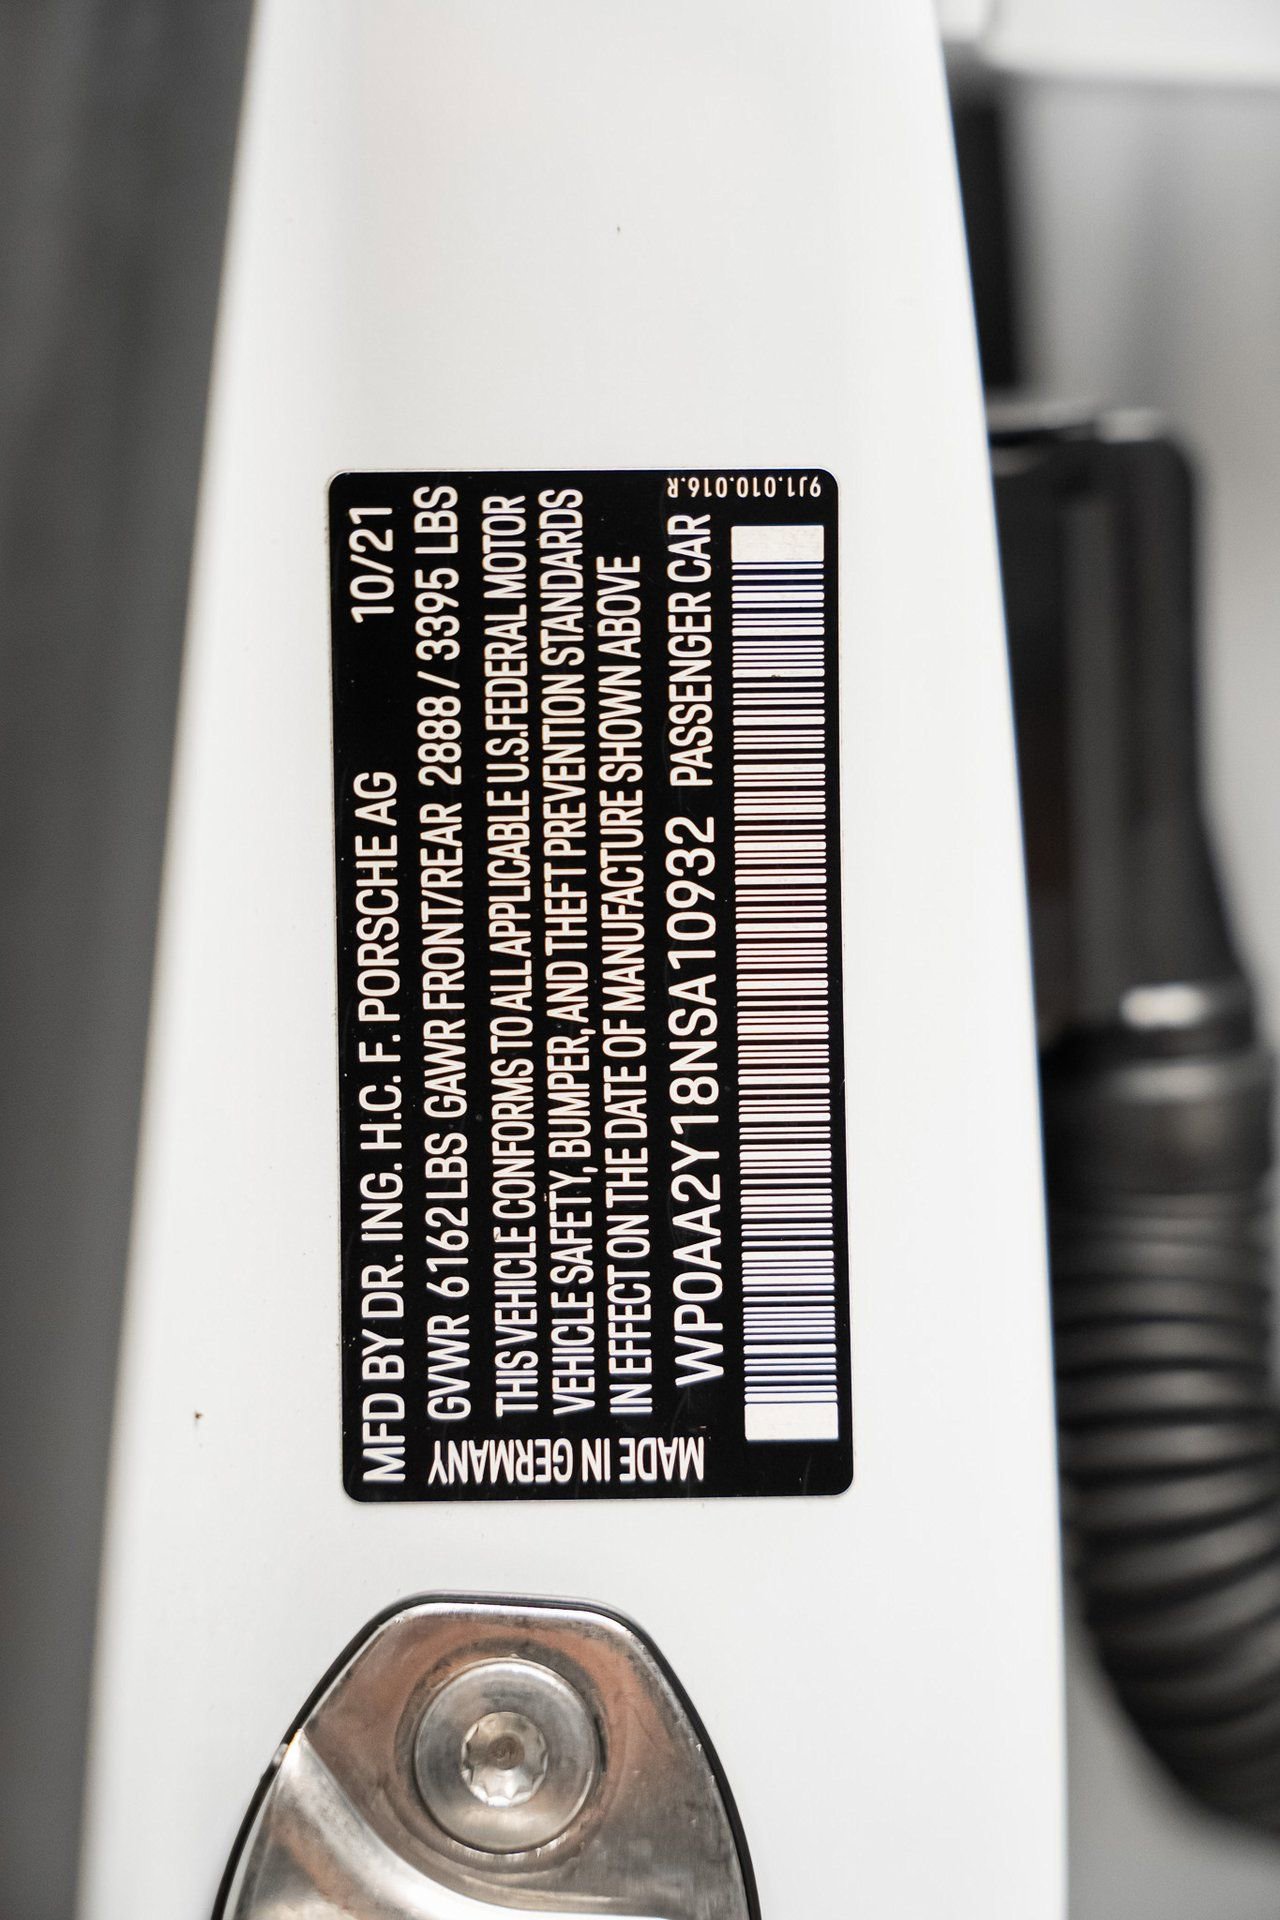 MFD BY DR. ING. H.C. F. PORSCHE AG 10/21
GVWR 6162 LBS GAWR FRONT/REAR 2888 / 3395 LBS
THIS VEHICLE CONFORMS TO ALL APPLICABLE U.S. FEDERAL MOTOR
VEHICLE SAFETY, BUMPER, AND THEFT PREVENTION STANDARDS
IN EFFECT ON THE DATE OF MANUFACTURE SHOWN ABOVE
WP0AA2Y18NSA10932 PASSENGER CAR
MADE IN GERMANY
9J1.010.016.R